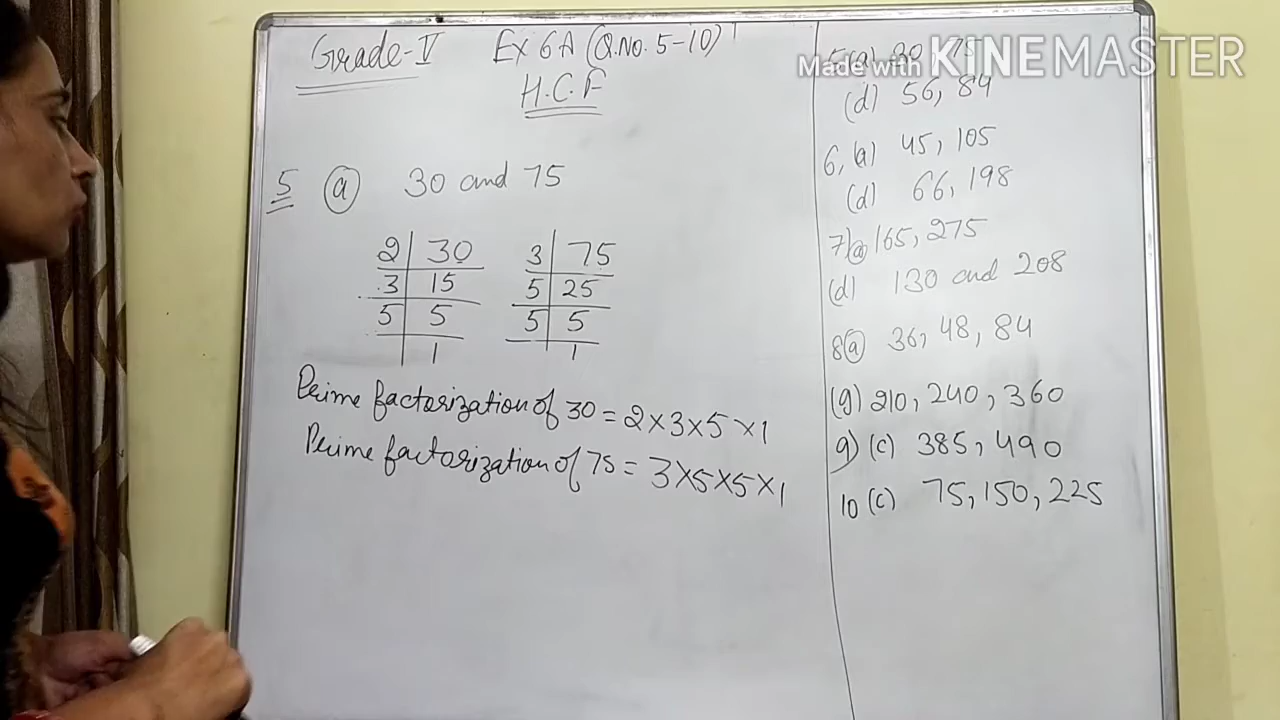 Grade-V Ex 6A (Q.No. 5-10)
H.C.F
5 (a) 30 and 75
2 | 30
3 | 15
5 | 5
1
3 | 75
5 | 25
5 | 5
1
Prime factorization of 30 = 2×3×5×1
Prime factorization of 75 = 3×5×5×1
5(a) 30, 75
Made with KINEMASTER
(d) 56, 84
6, (a) 45, 105
(d) 66, 198
7) (a) 165, 275
(d) 130 and 208
8 (a) 36, 48, 84
(g) 210, 240, 360
9) (c) 385, 490
10 (c) 75, 150, 225